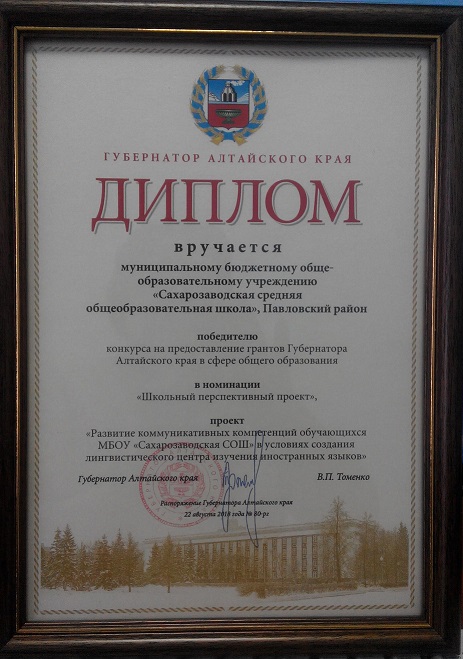 ГУБЕРНАТОР АЛТАЙСКОГО КРАЯ
ДИПЛОМ
вручается
муниципальному бюджетному обще-
образовательному учреждению
«Сахарозаводская средняя
общеобразовательная школа», Павловский район
победителю
конкурса на предоставление грантов Губернатора
Алтайского края в сфере общего образования
в номинации
«Школьный перспективный проект»,
проект
«Развитие коммуникативных компетенций обучающихся
МБОУ «Сахарозаводская СОШ» в условиях создания
лингвистического центра изучения иностранных языков»
Губернатор Алтайского края В.П. Томенко
Распоряжение Губернатора Алтайского края
22 августа 2018 года № 80-рг